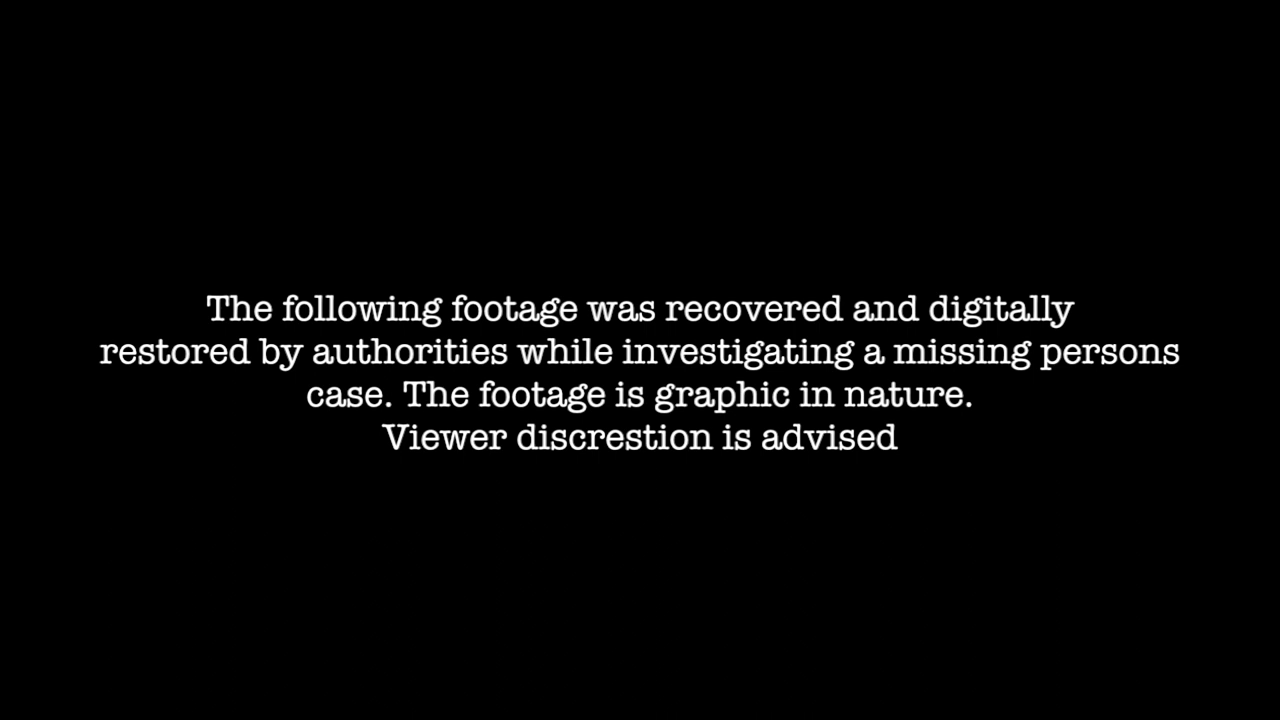 The following footage was recovered and digitally
restored by authorities while investigating a missing persons
case. The footage is graphic in nature.
Viewer discrestion is advised